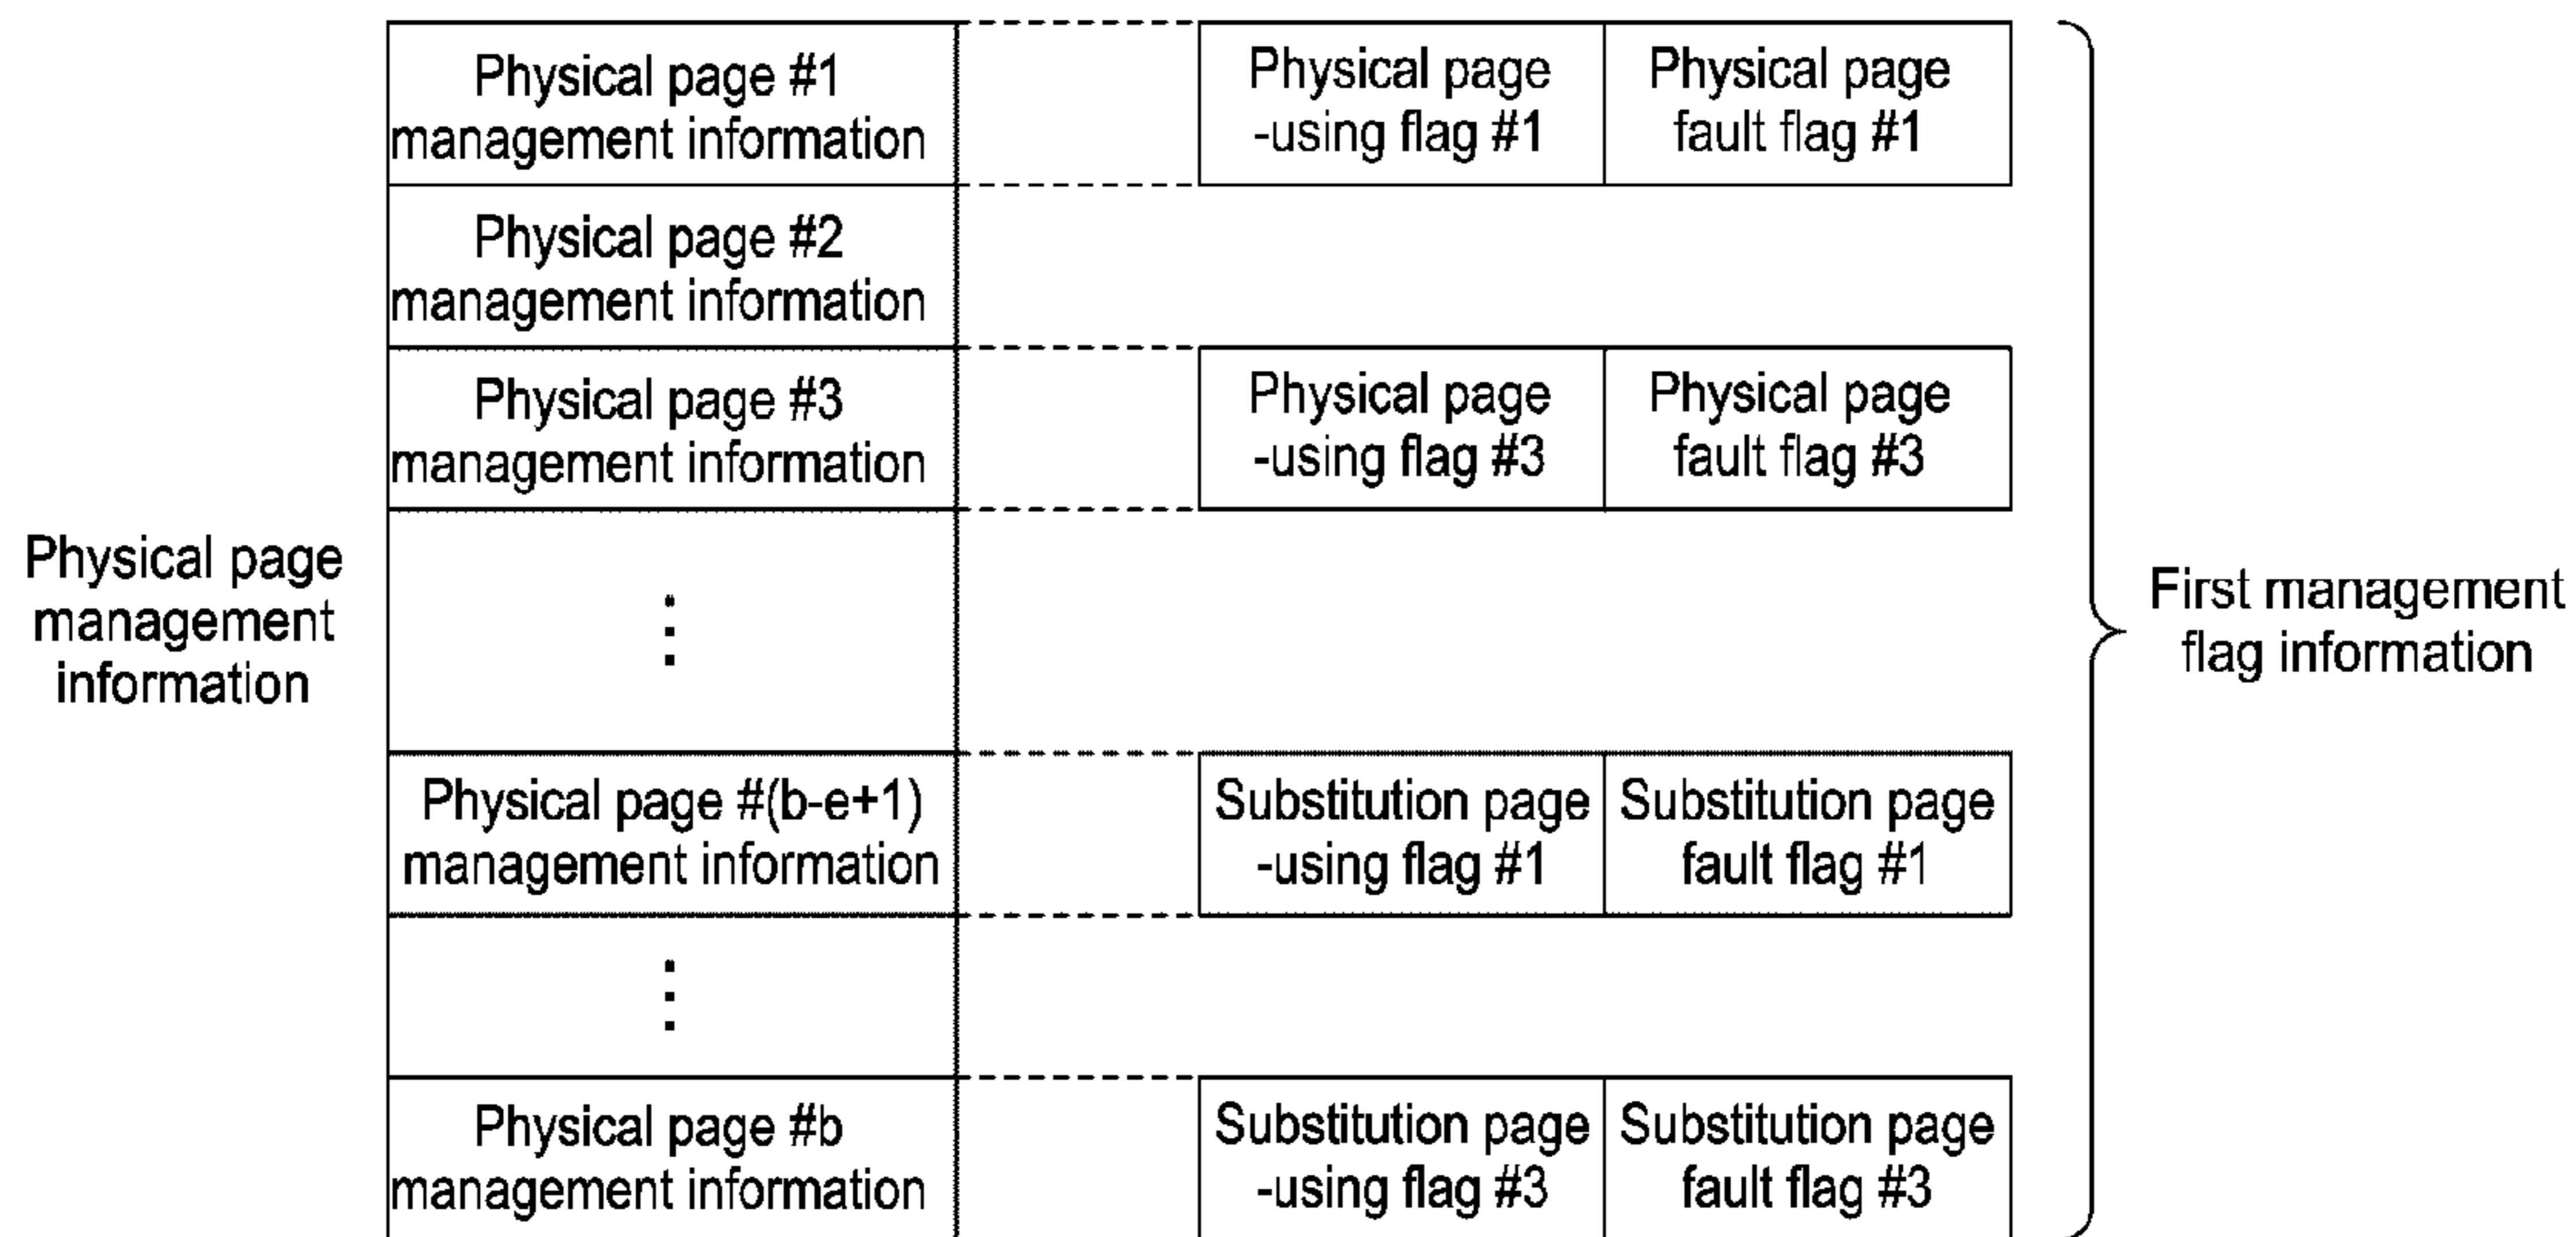 Physical page #1
management information
Physical page
-using flag #1
Physical page
fault flag #1
Physical page #2
management information
Physical page #3
management information
Physical page
-using flag #3
Physical page
fault flag #3
Physical page
management
information
⋮
First management
flag information
Physical page #(b-e+1)
management information
Substitution page
-using flag #1
Substitution page
fault flag #1
⋮
Physical page #b
management information
Substitution page
-using flag #3
Substitution page
fault flag #3